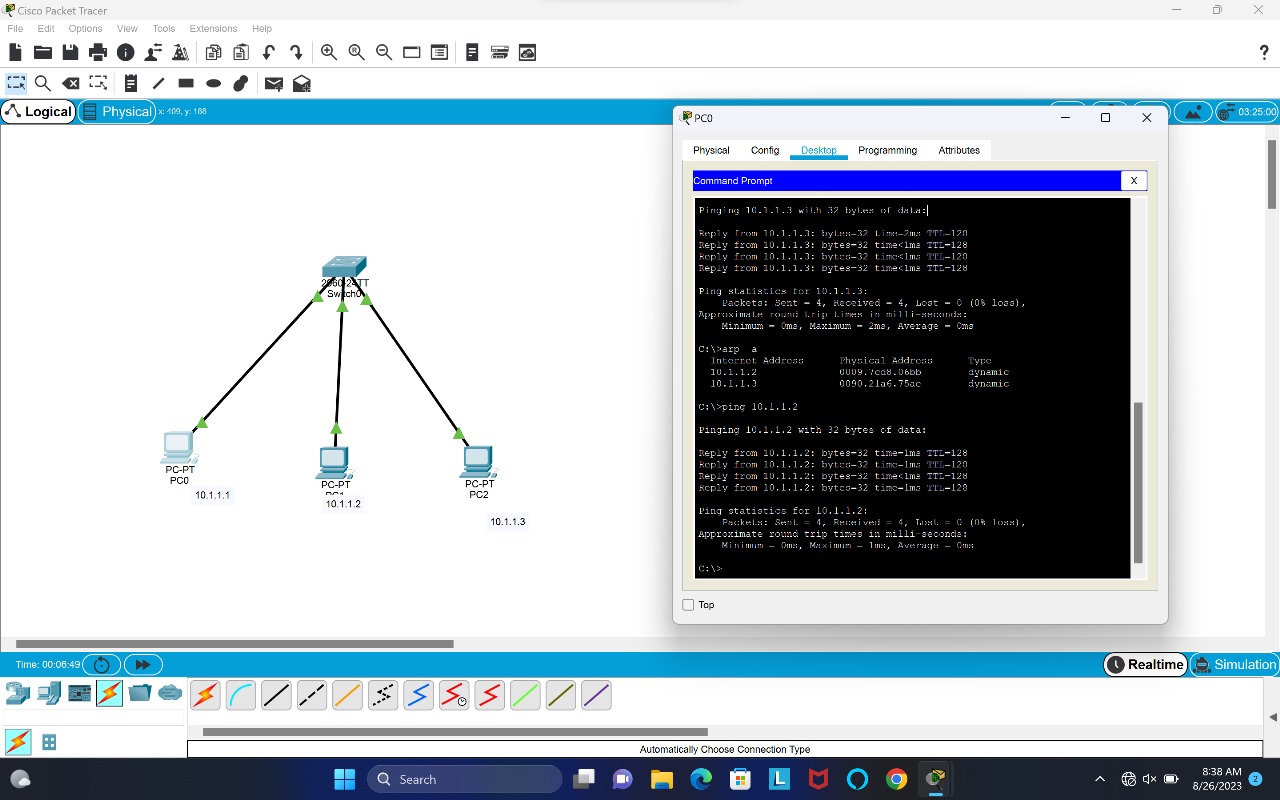 Cisco Packet Tracer
File Edit Options View Tools Extensions Help
Logical Physical x: 409, y: 188
03:25:00
PC0
Physical Config Desktop Programming Attributes
Command Prompt X
Pinging 10.1.1.3 with 32 bytes of data:
Reply from 10.1.1.3: bytes=32 time=2ms TTL=128
Reply from 10.1.1.3: bytes=32 time<1ms TTL=128
Reply from 10.1.1.3: bytes=32 time<1ms TTL=128
Reply from 10.1.1.3: bytes=32 time<1ms TTL=128
Ping statistics for 10.1.1.3:
Packets: Sent = 4, Received = 4, Lost = 0 (0% loss),
Approximate round trip times in milli-seconds:
Minimum = 0ms, Maximum = 2ms, Average = 0ms
C:\>arp -a
Internet Address Physical Address Type
10.1.1.2 0009.7cd8.06bb dynamic
10.1.1.3 0090.21a6.75ac dynamic
C:\>ping 10.1.1.2
Pinging 10.1.1.2 with 32 bytes of data:
Reply from 10.1.1.2: bytes=32 time=1ms TTL=128
Reply from 10.1.1.2: bytes=32 time<1ms TTL=128
Reply from 10.1.1.2: bytes=32 time<1ms TTL=128
Reply from 10.1.1.2: bytes=32 time<1ms TTL=128
Ping statistics for 10.1.1.2:
Packets: Sent = 4, Received = 4, Lost = 0 (0% loss),
Approximate round trip times in milli-seconds:
Minimum = 0ms, Maximum = 1ms, Average = 0ms
C:\>
Top
2960-24TT
Switch0
PC-PT
PC0
10.1.1.1
PC-PT
PC1
10.1.1.2
PC-PT
PC2
10.1.1.3
Time: 00:06:49
Realtime Simulation
Automatically Choose Connection Type
Search
8:38 AM
8/26/2023
2